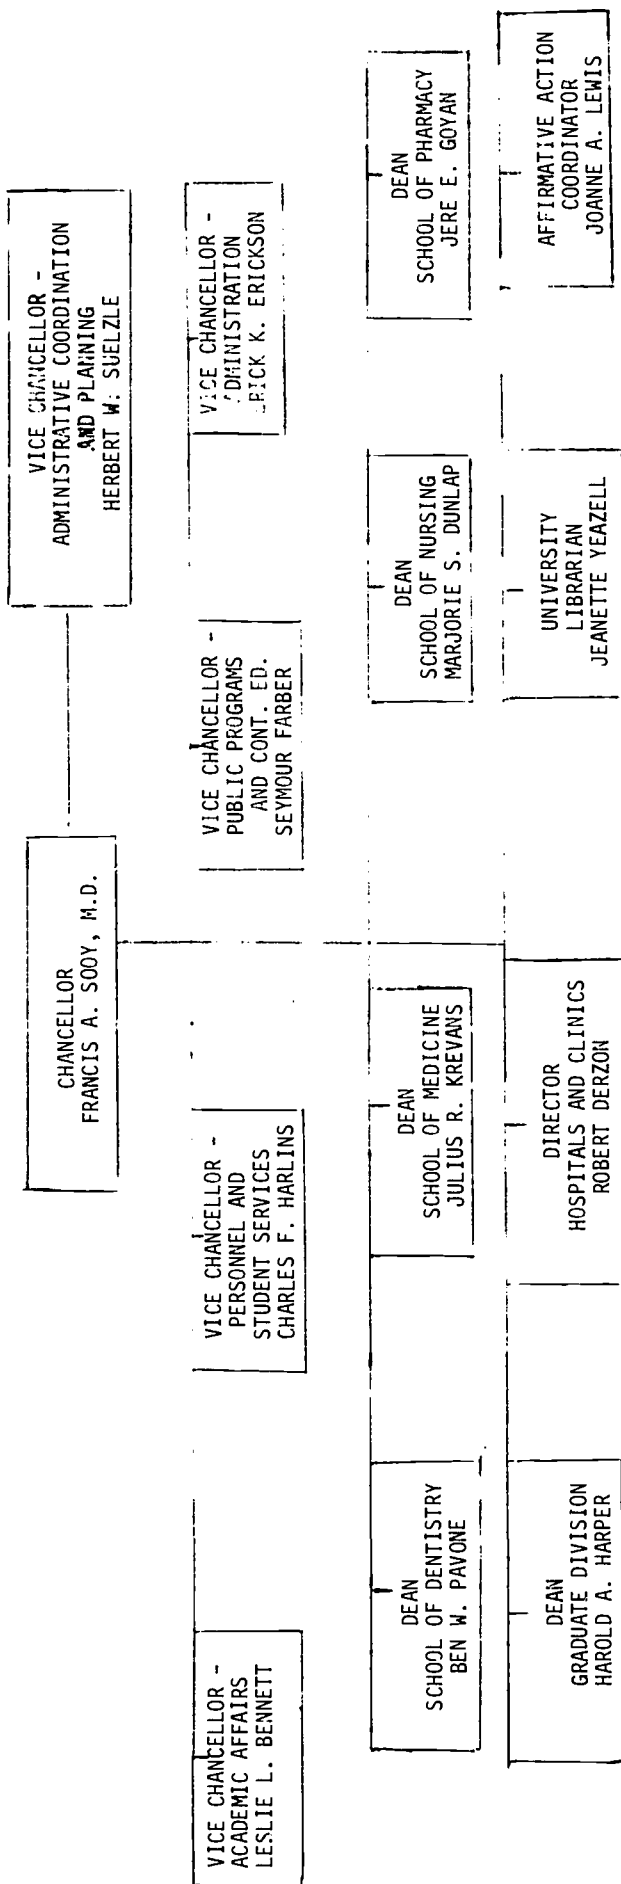 CHANCELLOR
FRANCIS A. SOOY, M.D.
VICE CHANCELLOR -
ADMINISTRATIVE COORDINATION
AND PLANNING
HERBERT W. SUELZLE
VICE CHANCELLOR -
ACADEMIC AFFAIRS
LESLIE L. BENNETT
VICE CHANCELLOR -
PERSONNEL AND
STUDENT SERVICES
CHARLES F. HARLINS
VICE CHANCELLOR -
PUBLIC PROGRAMS
AND CONT. ED.
SEYMOUR FARBER
VICE CHANCELLOR -
ADMINISTRATION
ERICK K. ERICKSON
DEAN
SCHOOL OF DENTISTRY
BEN W. PAVONE
DEAN
SCHOOL OF MEDICINE
JULIUS R. KREVANS
DEAN
SCHOOL OF NURSING
MARJORIE S. DUNLAP
DEAN
SCHOOL OF PHARMACY
JERE E. GOYAN
DEAN
GRADUATE DIVISION
HAROLD A. HARPER
DIRECTOR
HOSPITALS AND CLINICS
ROBERT DERZON
UNIVERSITY
LIBRARIAN
JEANETTE YEAZELL
AFFIRMATIVE ACTION
COORDINATOR
JOANNE A. LEWIS